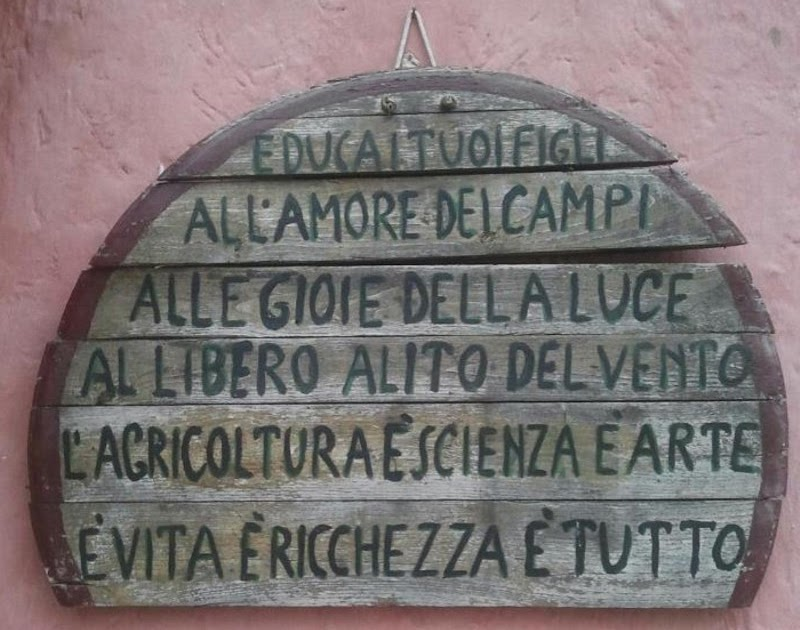 EDUCA I TUOI FIGLI
ALL'AMORE DEI CAMPI
ALLE GIOIE DELLA LUCE
AL LIBERO ALITO DEL VENTO
L'AGRICOLTURA È SCIENZA È ARTE
È VITA È RICCHEZZA È TUTTO